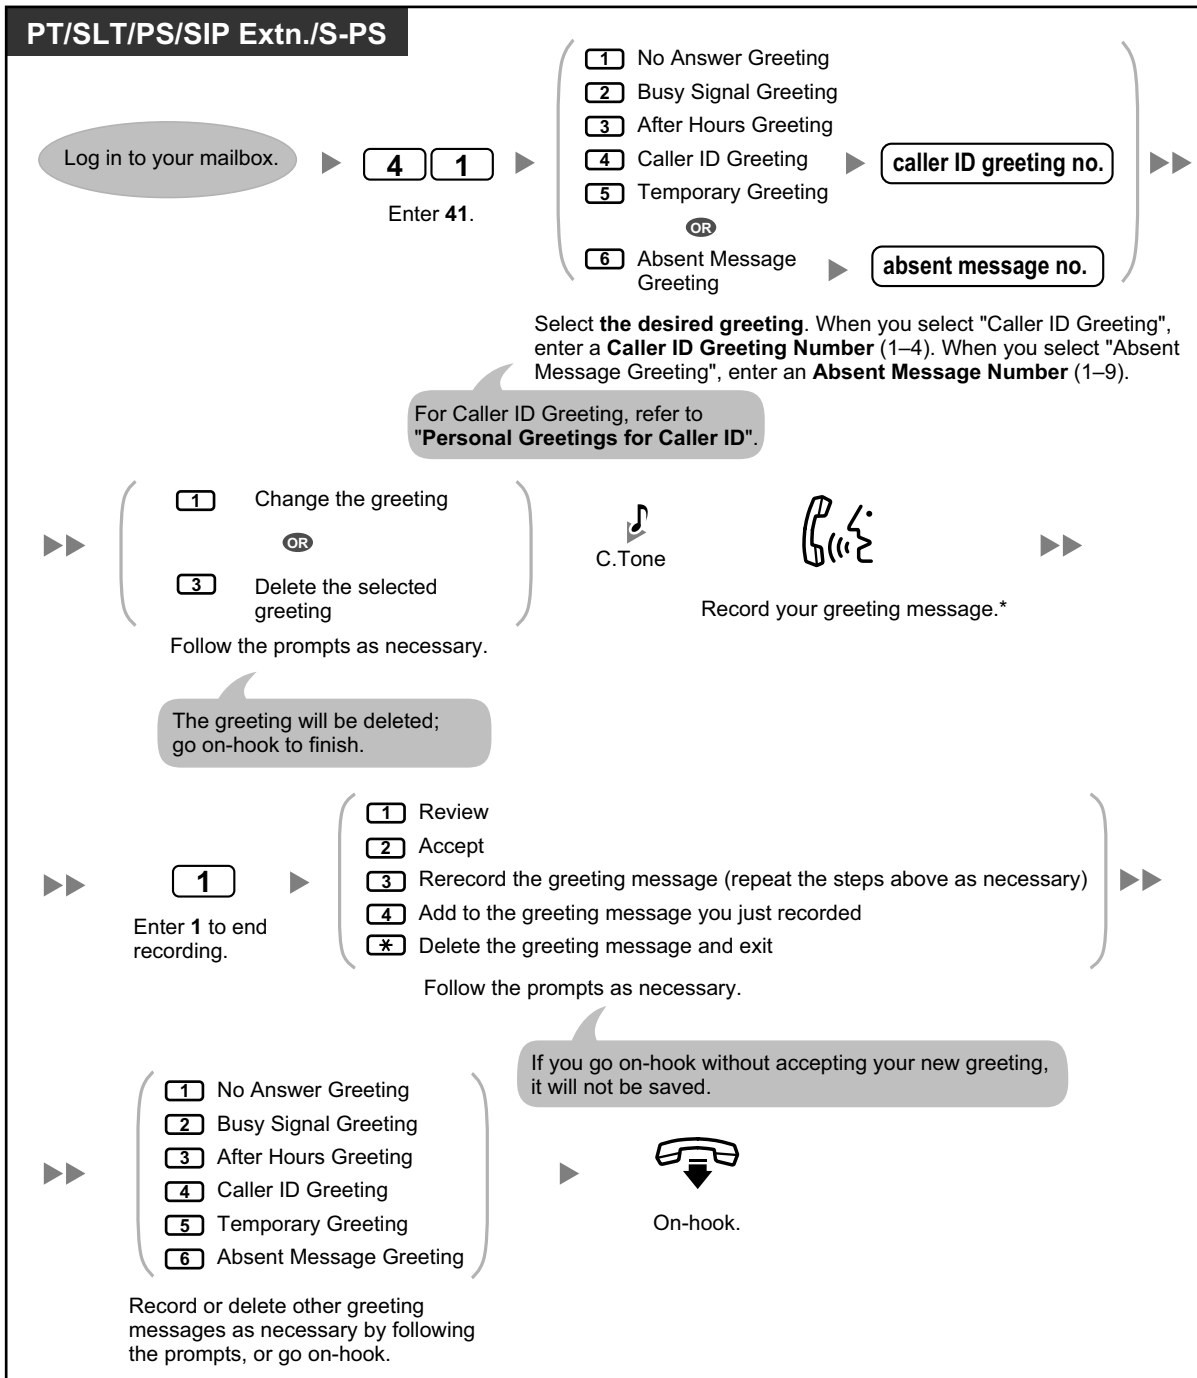 PT/SLT/PS/SIP Extn./S-PS
Log in to your mailbox.
4 1
Enter 41.
1 No Answer Greeting
2 Busy Signal Greeting
3 After Hours Greeting
4 Caller ID Greeting
caller ID greeting no.
5 Temporary Greeting
OR
6 Absent Message
Greeting
absent message no.
Select the desired greeting. When you select "Caller ID Greeting",
enter a Caller ID Greeting Number (1–4). When you select "Absent
Message Greeting", enter an Absent Message Number (1–9).
For Caller ID Greeting, refer to
"Personal Greetings for Caller ID".
1 Change the greeting
OR
3 Delete the selected
greeting
Follow the prompts as necessary.
C.Tone
Record your greeting message.*
The greeting will be deleted;
go on-hook to finish.
1
Enter 1 to end
recording.
1 Review
2 Accept
3 Rerecord the greeting message (repeat the steps above as necessary)
4 Add to the greeting message you just recorded
* Delete the greeting message and exit
Follow the prompts as necessary.
If you go on-hook without accepting your new greeting,
it will not be saved.
1 No Answer Greeting
2 Busy Signal Greeting
3 After Hours Greeting
4 Caller ID Greeting
5 Temporary Greeting
6 Absent Message Greeting
Record or delete other greeting
messages as necessary by following
the prompts, or go on-hook.
On-hook.